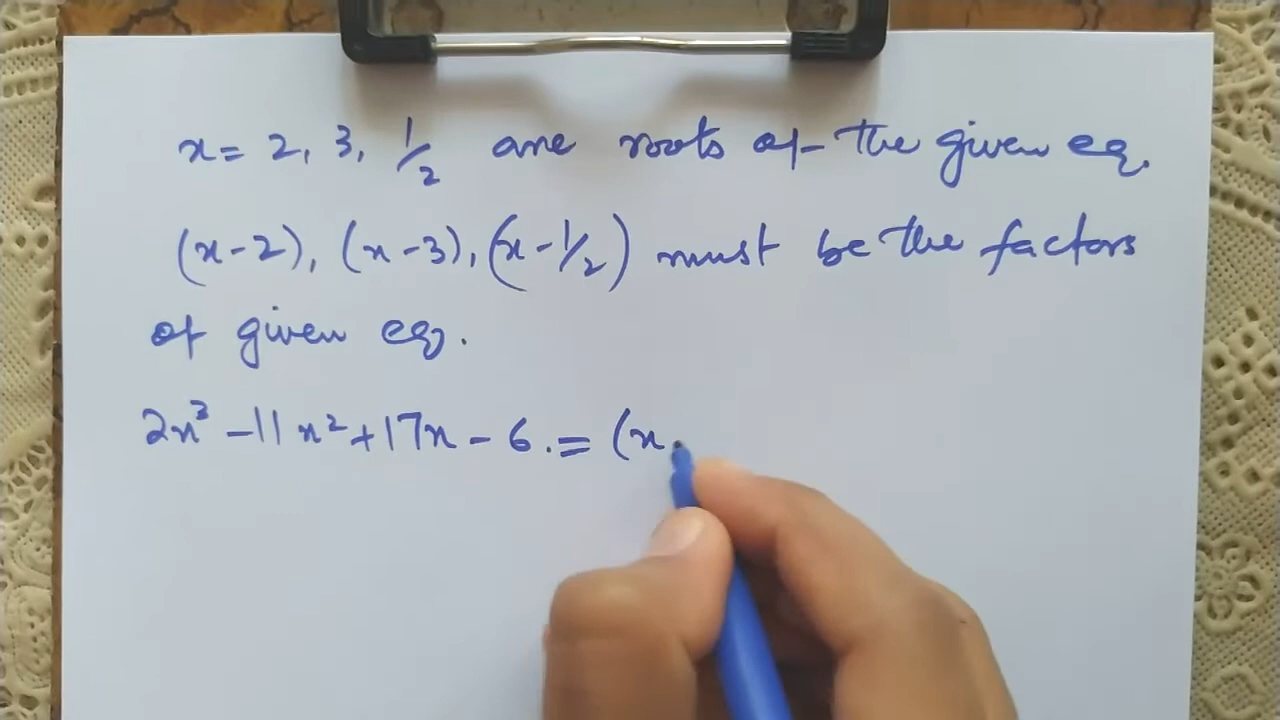 x = 2, 3, 1/2 are roots of the given eq.
(x-2), (x-3), (x-1/2) must be the factors
of given eq.
2x³ -11x² +17x - 6. = (x